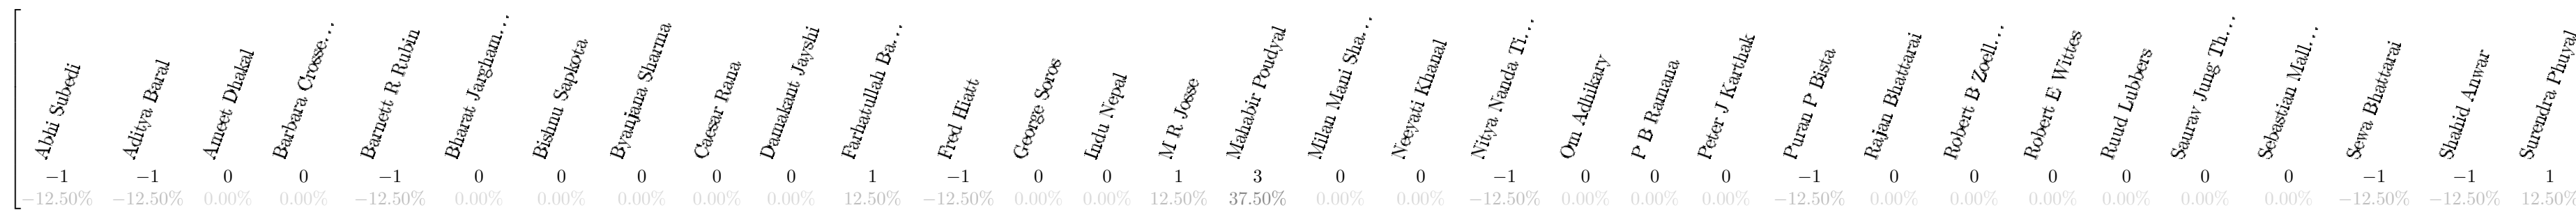 Abhi Subedi Aditya Baral Ameet Dhakal Barbara Crosse... Barnett R Rubin Bharat Jargham... Bishnu Sapkota Byanjana Sharma Caesar Rana Damakant Jayshi Farhatullah Ba... Fred Hiatt George Soros Indu Nepal M R Josse Mahabir Poudyal Milan Mani Sha... Neeyati Khanal Nitya Nanda Ti... Om Adhikary P B Ramana Peter J Karthak Puran P Bista Rajan Bhattarai Robert B Zoell... Robert E Wittes Ruud Lubbers Saurav Jung Th... Sebastian Mall... Sewa Bhattarai Shahid Anwar Surendra Phuyal
−1 −1 0 0 −1 0 0 0 0 0 1 −1 0 0 1 3 0 0 −1 0 0 0 −1 0 0 0 0 0 0 −1 −1 1
−12.50% −12.50% 0.00% 0.00% −12.50% 0.00% 0.00% 0.00% 0.00% 0.00% 12.50% −12.50% 0.00% 0.00% 12.50% 37.50% 0.00% 0.00% −12.50% 0.00% 0.00% 0.00% −12.50% 0.00% 0.00% 0.00% 0.00% 0.00% 0.00% −12.50% −12.50% 12.50%